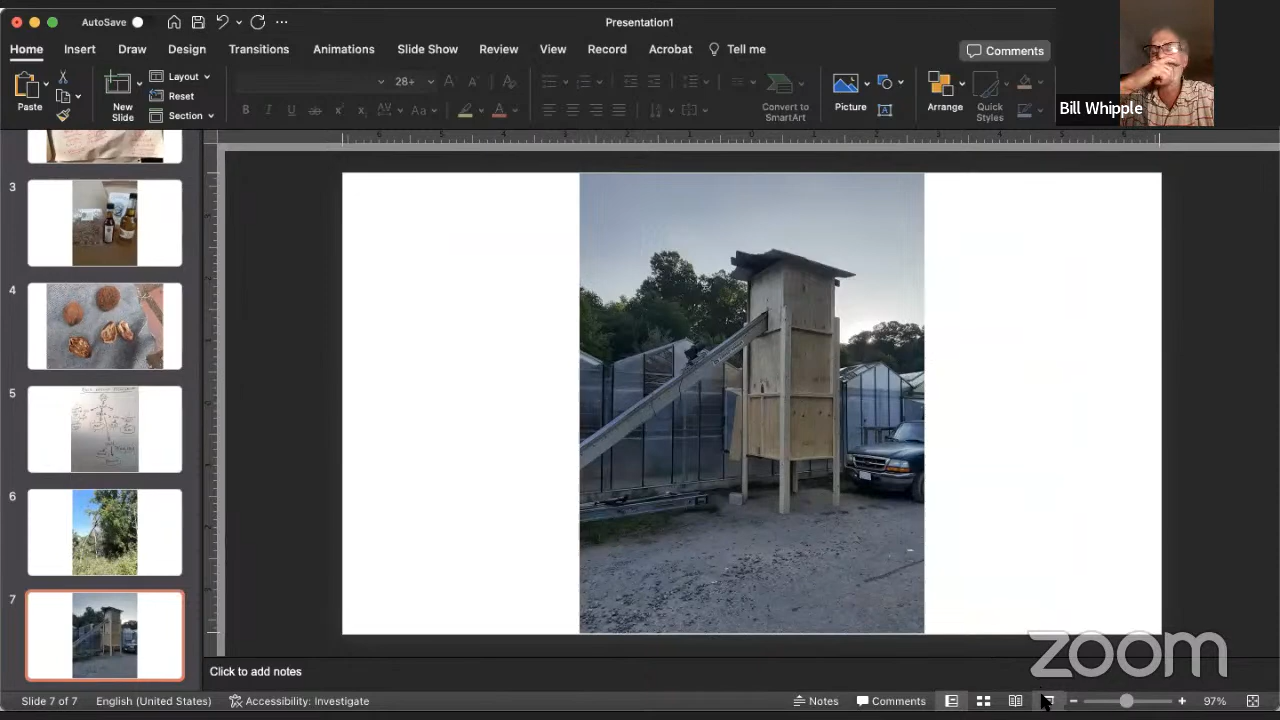 AutoSave
Presentation1
Home Insert Draw Design Transitions Animations Slide Show Review View Record Acrobat Tell me
Comments
Paste
New Slide
Layout
Reset
Section
28+
B I U ab
Aa
A
Convert to SmartArt
Picture
Arrange
Quick Styles
Bill Whipple
3
4
5
6
7
Click to add notes
zoom
Slide 7 of 7 English (United States) Accessibility: Investigate Notes Comments 97%